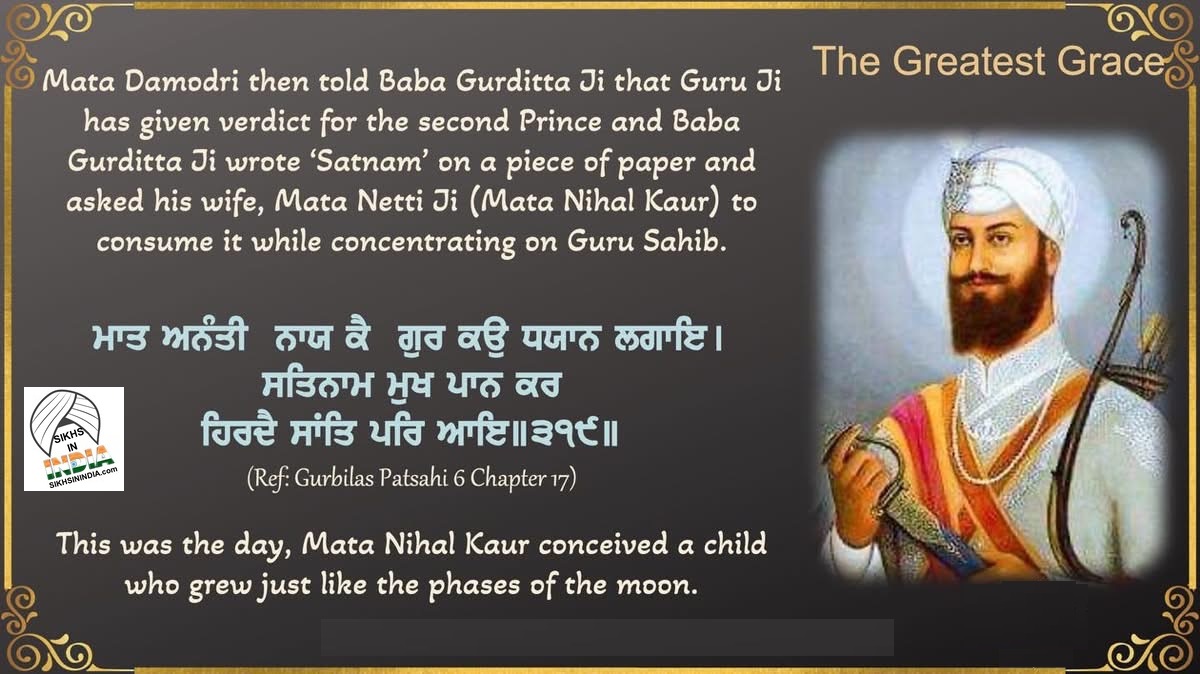 The Greatest Grace
Mata Damodri then told Baba Gurditta Ji that Guru Ji
has given verdict for the second Prince and Baba
Gurditta Ji wrote ‘Satnam’ on a piece of paper and
asked his wife, Mata Netti Ji (Mata Nihal Kaur) to
consume it while concentrating on Guru Sahib.
ਮਾਤ ਅਨੰਤੀ ਨਾਯ ਕੈ ਗੁਰ ਕਉ ਧਯਾਨ ਲਗਾਇ।
ਸਤਿਨਾਮ ਮੁਖ ਪਾਨ ਕਰ
ਹਿਰਦੈ ਸਾਂਤਿ ਪਰਿ ਆਇ॥੩੧੯॥
(Ref: Gurbilas Patsahi 6 Chapter 17)
This was the day, Mata Nihal Kaur conceived a child
who grew just like the phases of the moon.
SIKHS
IN
INDIA.com
SIKHSININDIA.com